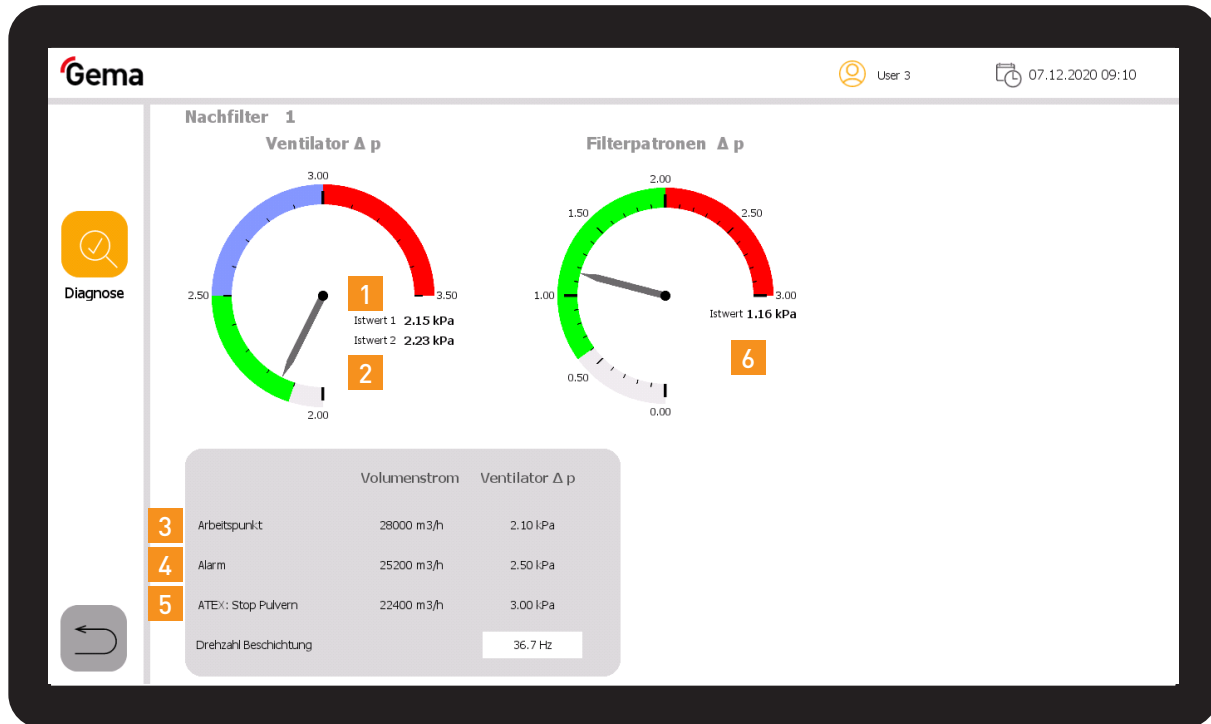 Gema
User 3
07.12.2020 09:10
Nachfilter 1
Ventilator Δ p
Filterpatronen Δ p
3.00
2.50
3.50
2.00
1
Istwert 1 2.15 kPa
Istwert 2 2.23 kPa
2
2.00
1.50
2.50
1.00
3.00
0.50
0.00
Istwert 1.16 kPa
6
Diagnose
Volumenstrom Ventilator Δ p
3 Arbeitspunkt 28000 m3/h 2.10 kPa
4 Alarm 25200 m3/h 2.50 kPa
5 ATEX: Stop Pulvern 22400 m3/h 3.00 kPa
Drehzahl Beschichtung 36.7 Hz